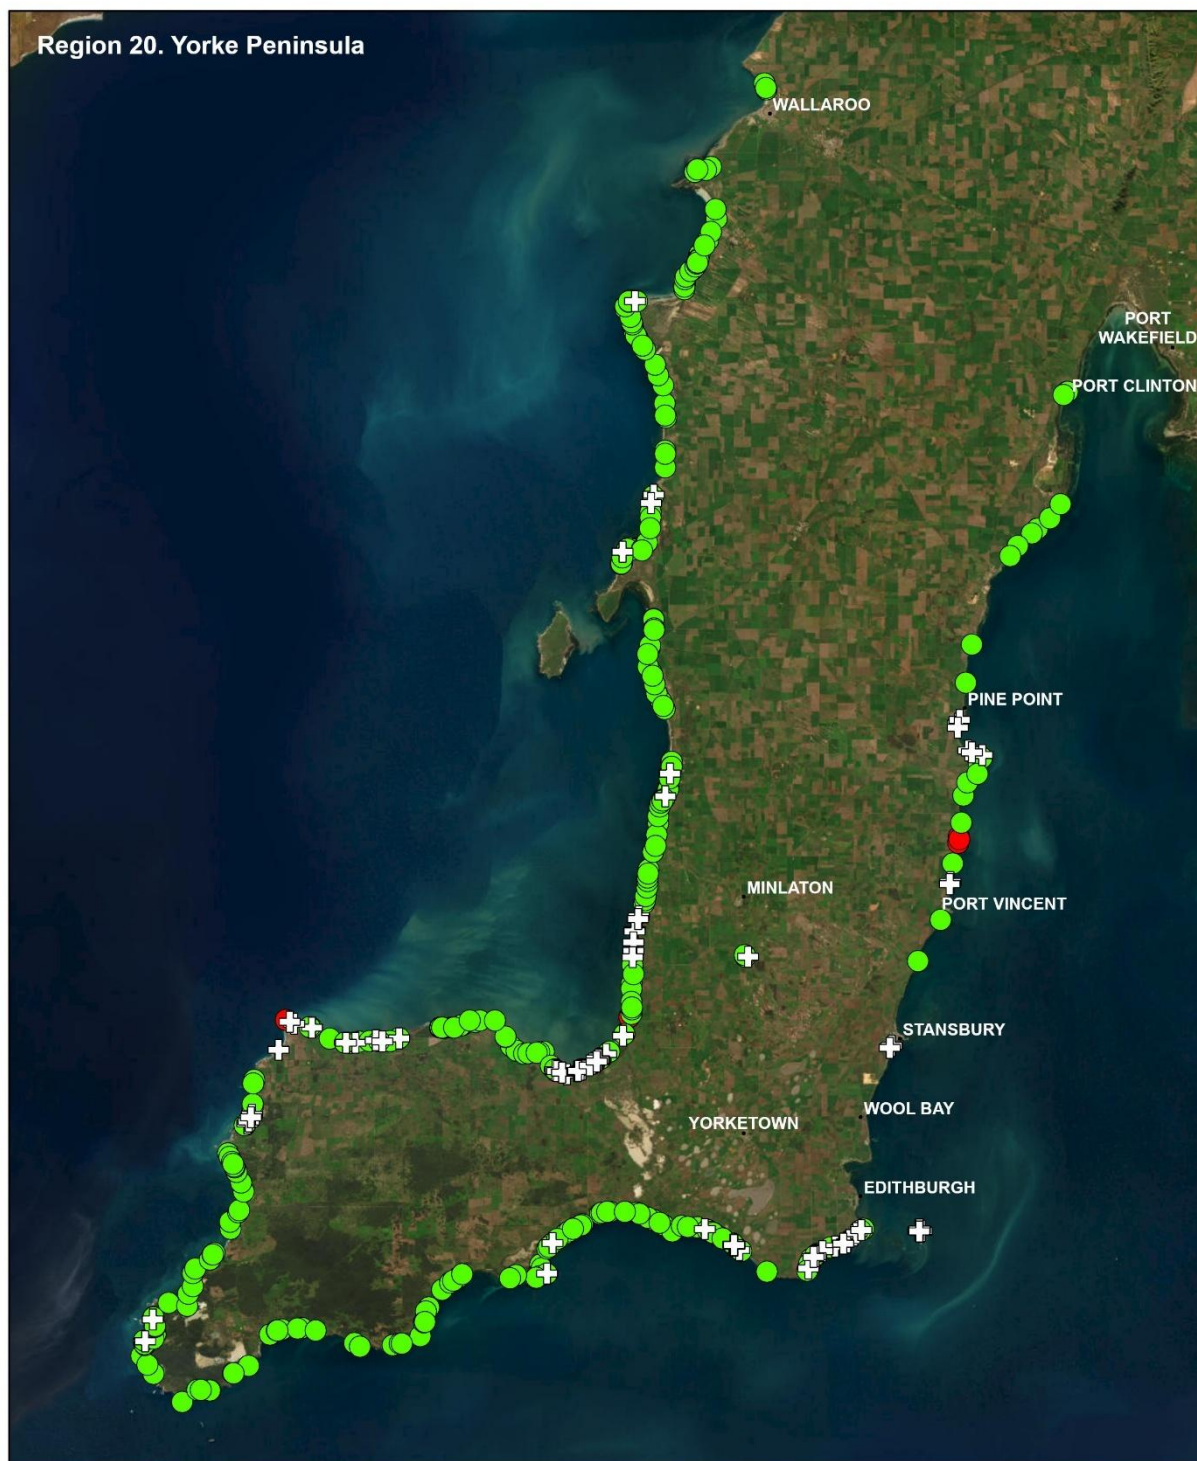 Region 20. Yorke Peninsula
WALLAROO
PORT
WAKEFIELD
PORT CLINTON
PINE POINT
MINLATON
PORT VINCENT
STANSBURY
WOOL BAY
YORKETOWN
EDITHBURGH